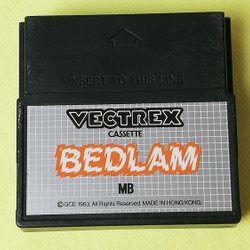 INSERT TO THIS LINE
VECTREX
CASSETTE
BEDLAM
MB
© GCE 1983. All Rights Reserved. MADE IN HONG KONG.